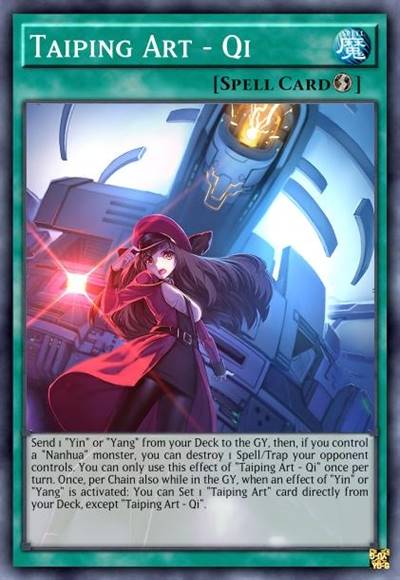 Taiping Art - Qi
SPELL
魔
[Spell Card]
Send 1 "Yin" or "Yang" from your Deck to the GY, then, if you control
a "Nanhua" monster, you can destroy 1 Spell/Trap your opponent
controls. You can only use this effect of "Taiping Art - Qi" once per
turn. Once, per Chain also while in the GY, when an effect of "Yin" or
"Yang" is activated: You can Set 1 "Taiping Art" card directly from
your Deck, except "Taiping Art - Qi".